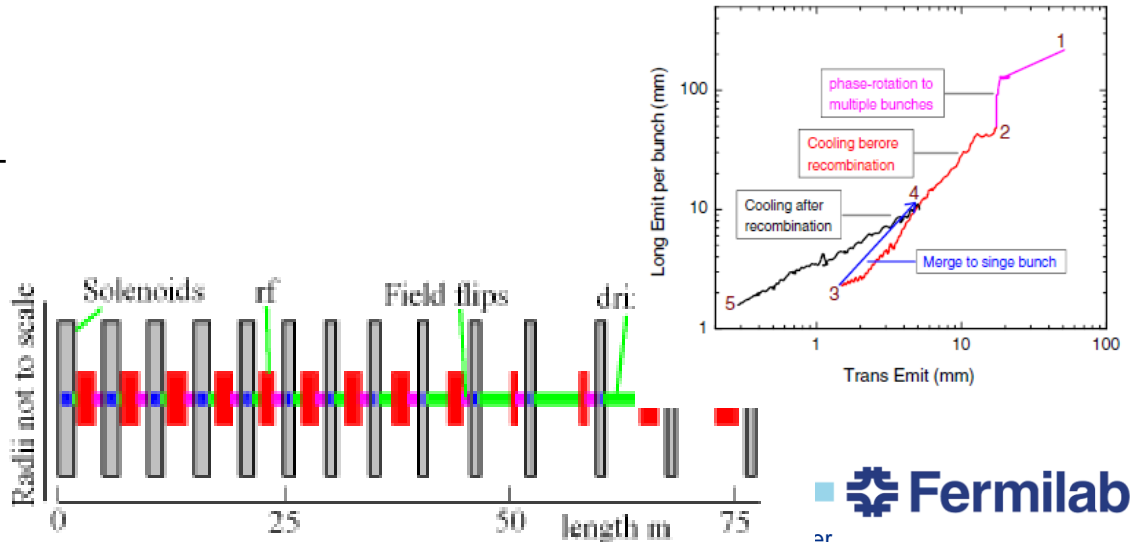 Long Emit per bunch (mm)
100
10
1
1
phase-rotation to
multiple bunches
2
Cooling berore
recombination
4
Cooling after
recombination
Merge to singe bunch
3
5
1
10
100
Trans Emit (mm)
Radii not to scale
Solenoids
rf
Field flips
dri
0
25
50
length m
75
Fermilab
er